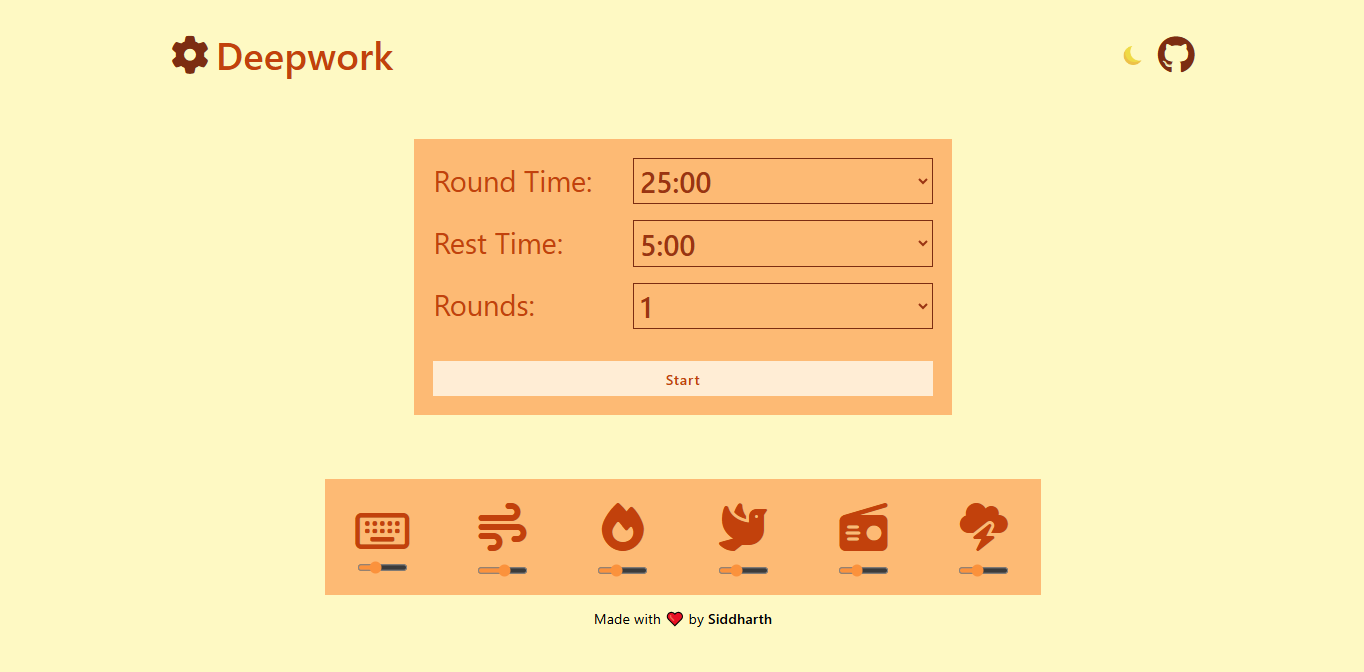 Deepwork
Round Time: 25:00
Rest Time: 5:00
Rounds: 1
Start
Made with ❤️ by Siddharth